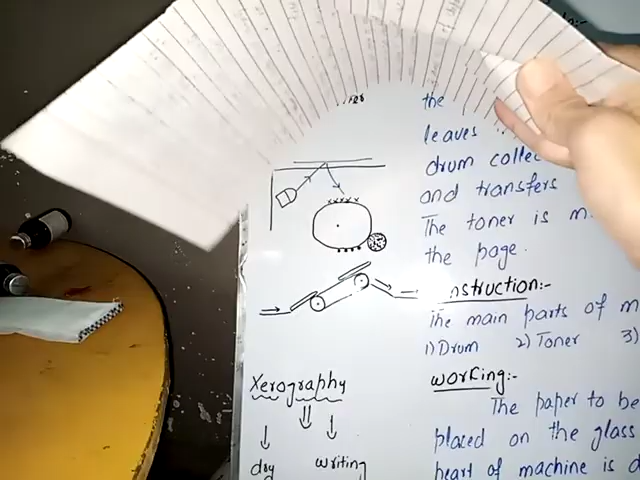 the
leaves
drum
and transfers
The toner is
the page.
nstruction:-
The main parts of
1) Drum 2) Toner 3)
Xerography
working:-
The paper to be
placed on the glass
heart of machine is
dry writing